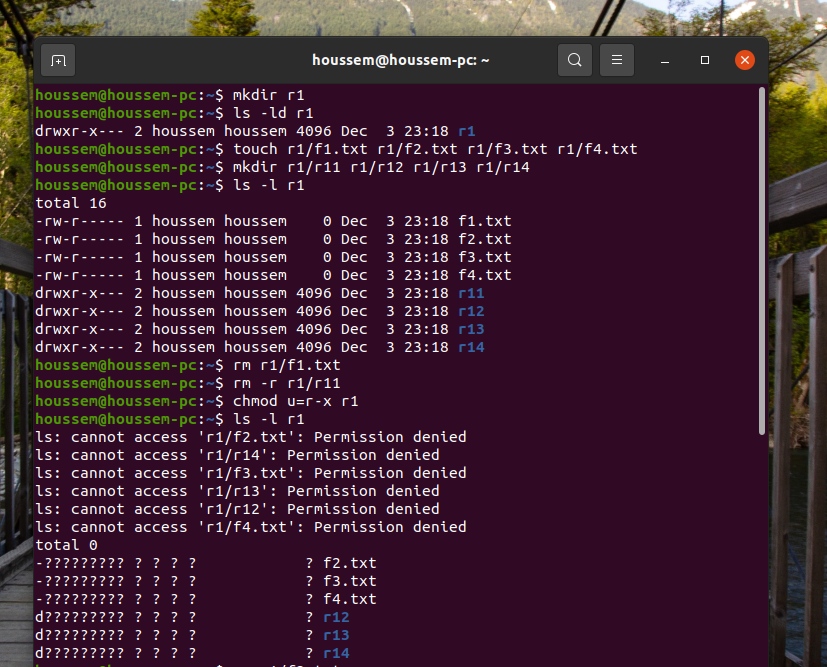 houssem@houssem-pc: ~
houssem@houssem-pc:~$ mkdir r1
houssem@houssem-pc:~$ ls -ld r1
drwxr-x--- 2 houssem houssem 4096 Dec  3 23:18 r1
houssem@houssem-pc:~$ touch r1/f1.txt r1/f2.txt r1/f3.txt r1/f4.txt
houssem@houssem-pc:~$ mkdir r1/r11 r1/r12 r1/r13 r1/r14
houssem@houssem-pc:~$ ls -l r1
total 16
-rw-r----- 1 houssem houssem    0 Dec  3 23:18 f1.txt
-rw-r----- 1 houssem houssem    0 Dec  3 23:18 f2.txt
-rw-r----- 1 houssem houssem    0 Dec  3 23:18 f3.txt
-rw-r----- 1 houssem houssem    0 Dec  3 23:18 f4.txt
drwxr-x--- 2 houssem houssem 4096 Dec  3 23:18 r11
drwxr-x--- 2 houssem houssem 4096 Dec  3 23:18 r12
drwxr-x--- 2 houssem houssem 4096 Dec  3 23:18 r13
drwxr-x--- 2 houssem houssem 4096 Dec  3 23:18 r14
houssem@houssem-pc:~$ rm r1/f1.txt
houssem@houssem-pc:~$ rm -r r1/r11
houssem@houssem-pc:~$ chmod u=r-x r1
houssem@houssem-pc:~$ ls -l r1
ls: cannot access 'r1/f2.txt': Permission denied
ls: cannot access 'r1/r14': Permission denied
ls: cannot access 'r1/f3.txt': Permission denied
ls: cannot access 'r1/r13': Permission denied
ls: cannot access 'r1/r12': Permission denied
ls: cannot access 'r1/f4.txt': Permission denied
total 0
-????????? ? ? ? ?            ? f2.txt
-????????? ? ? ? ?            ? f3.txt
-????????? ? ? ? ?            ? f4.txt
d????????? ? ? ? ?            ? r12
d????????? ? ? ? ?            ? r13
d????????? ? ? ? ?            ? r14